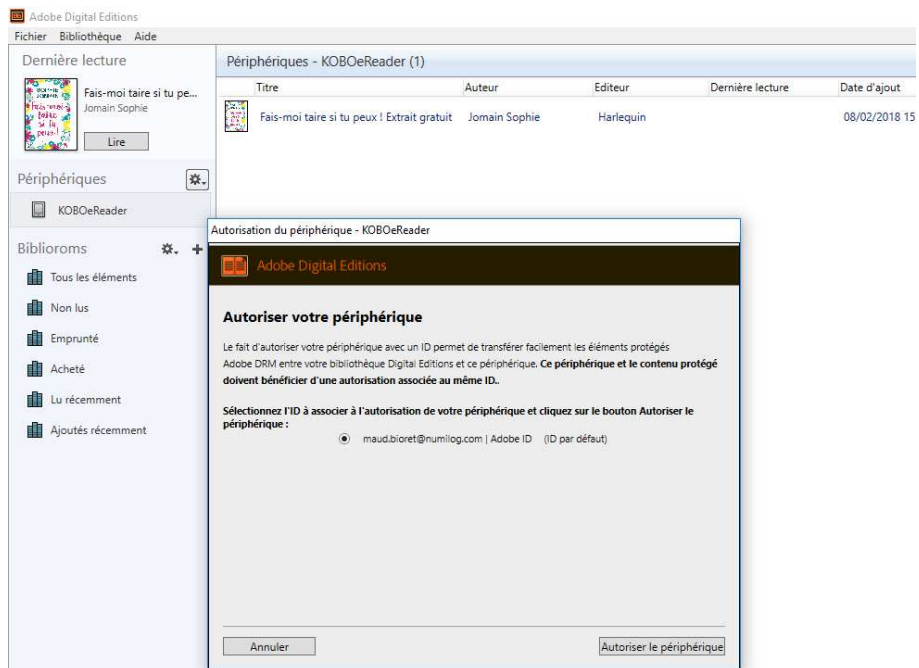 Adobe Digital Editions
Fichier Bibliothèque Aide
Dernière lecture
Fais-moi taire si tu pe...
Jomain Sophie
Lire
Périphériques
KOBOeReader
Biblioroms
Tous les éléments
Non lus
Emprunté
Acheté
Lu récemment
Ajoutés récemment
Périphériques - KOBOeReader (1)
Titre Auteur Editeur Dernière lecture Date d'ajout
Fais-moi taire si tu peux ! Extrait gratuit Jomain Sophie Harlequin 08/02/2018 15
Autorisation du périphérique - KOBOeReader
Adobe Digital Editions
Autoriser votre périphérique
Le fait d'autoriser votre périphérique avec un ID permet de transférer facilement les éléments protégés
Adobe DRM entre votre bibliothèque Digital Editions et ce périphérique. Ce périphérique et le contenu protégé
doivent bénéficier d'une autorisation associée au même ID..
Sélectionnez l'ID à associer à l'autorisation de votre périphérique et cliquez sur le bouton Autoriser le
périphérique :
maud.bioret@numilog.com | Adobe ID (ID par défaut)
Annuler Autoriser le périphérique